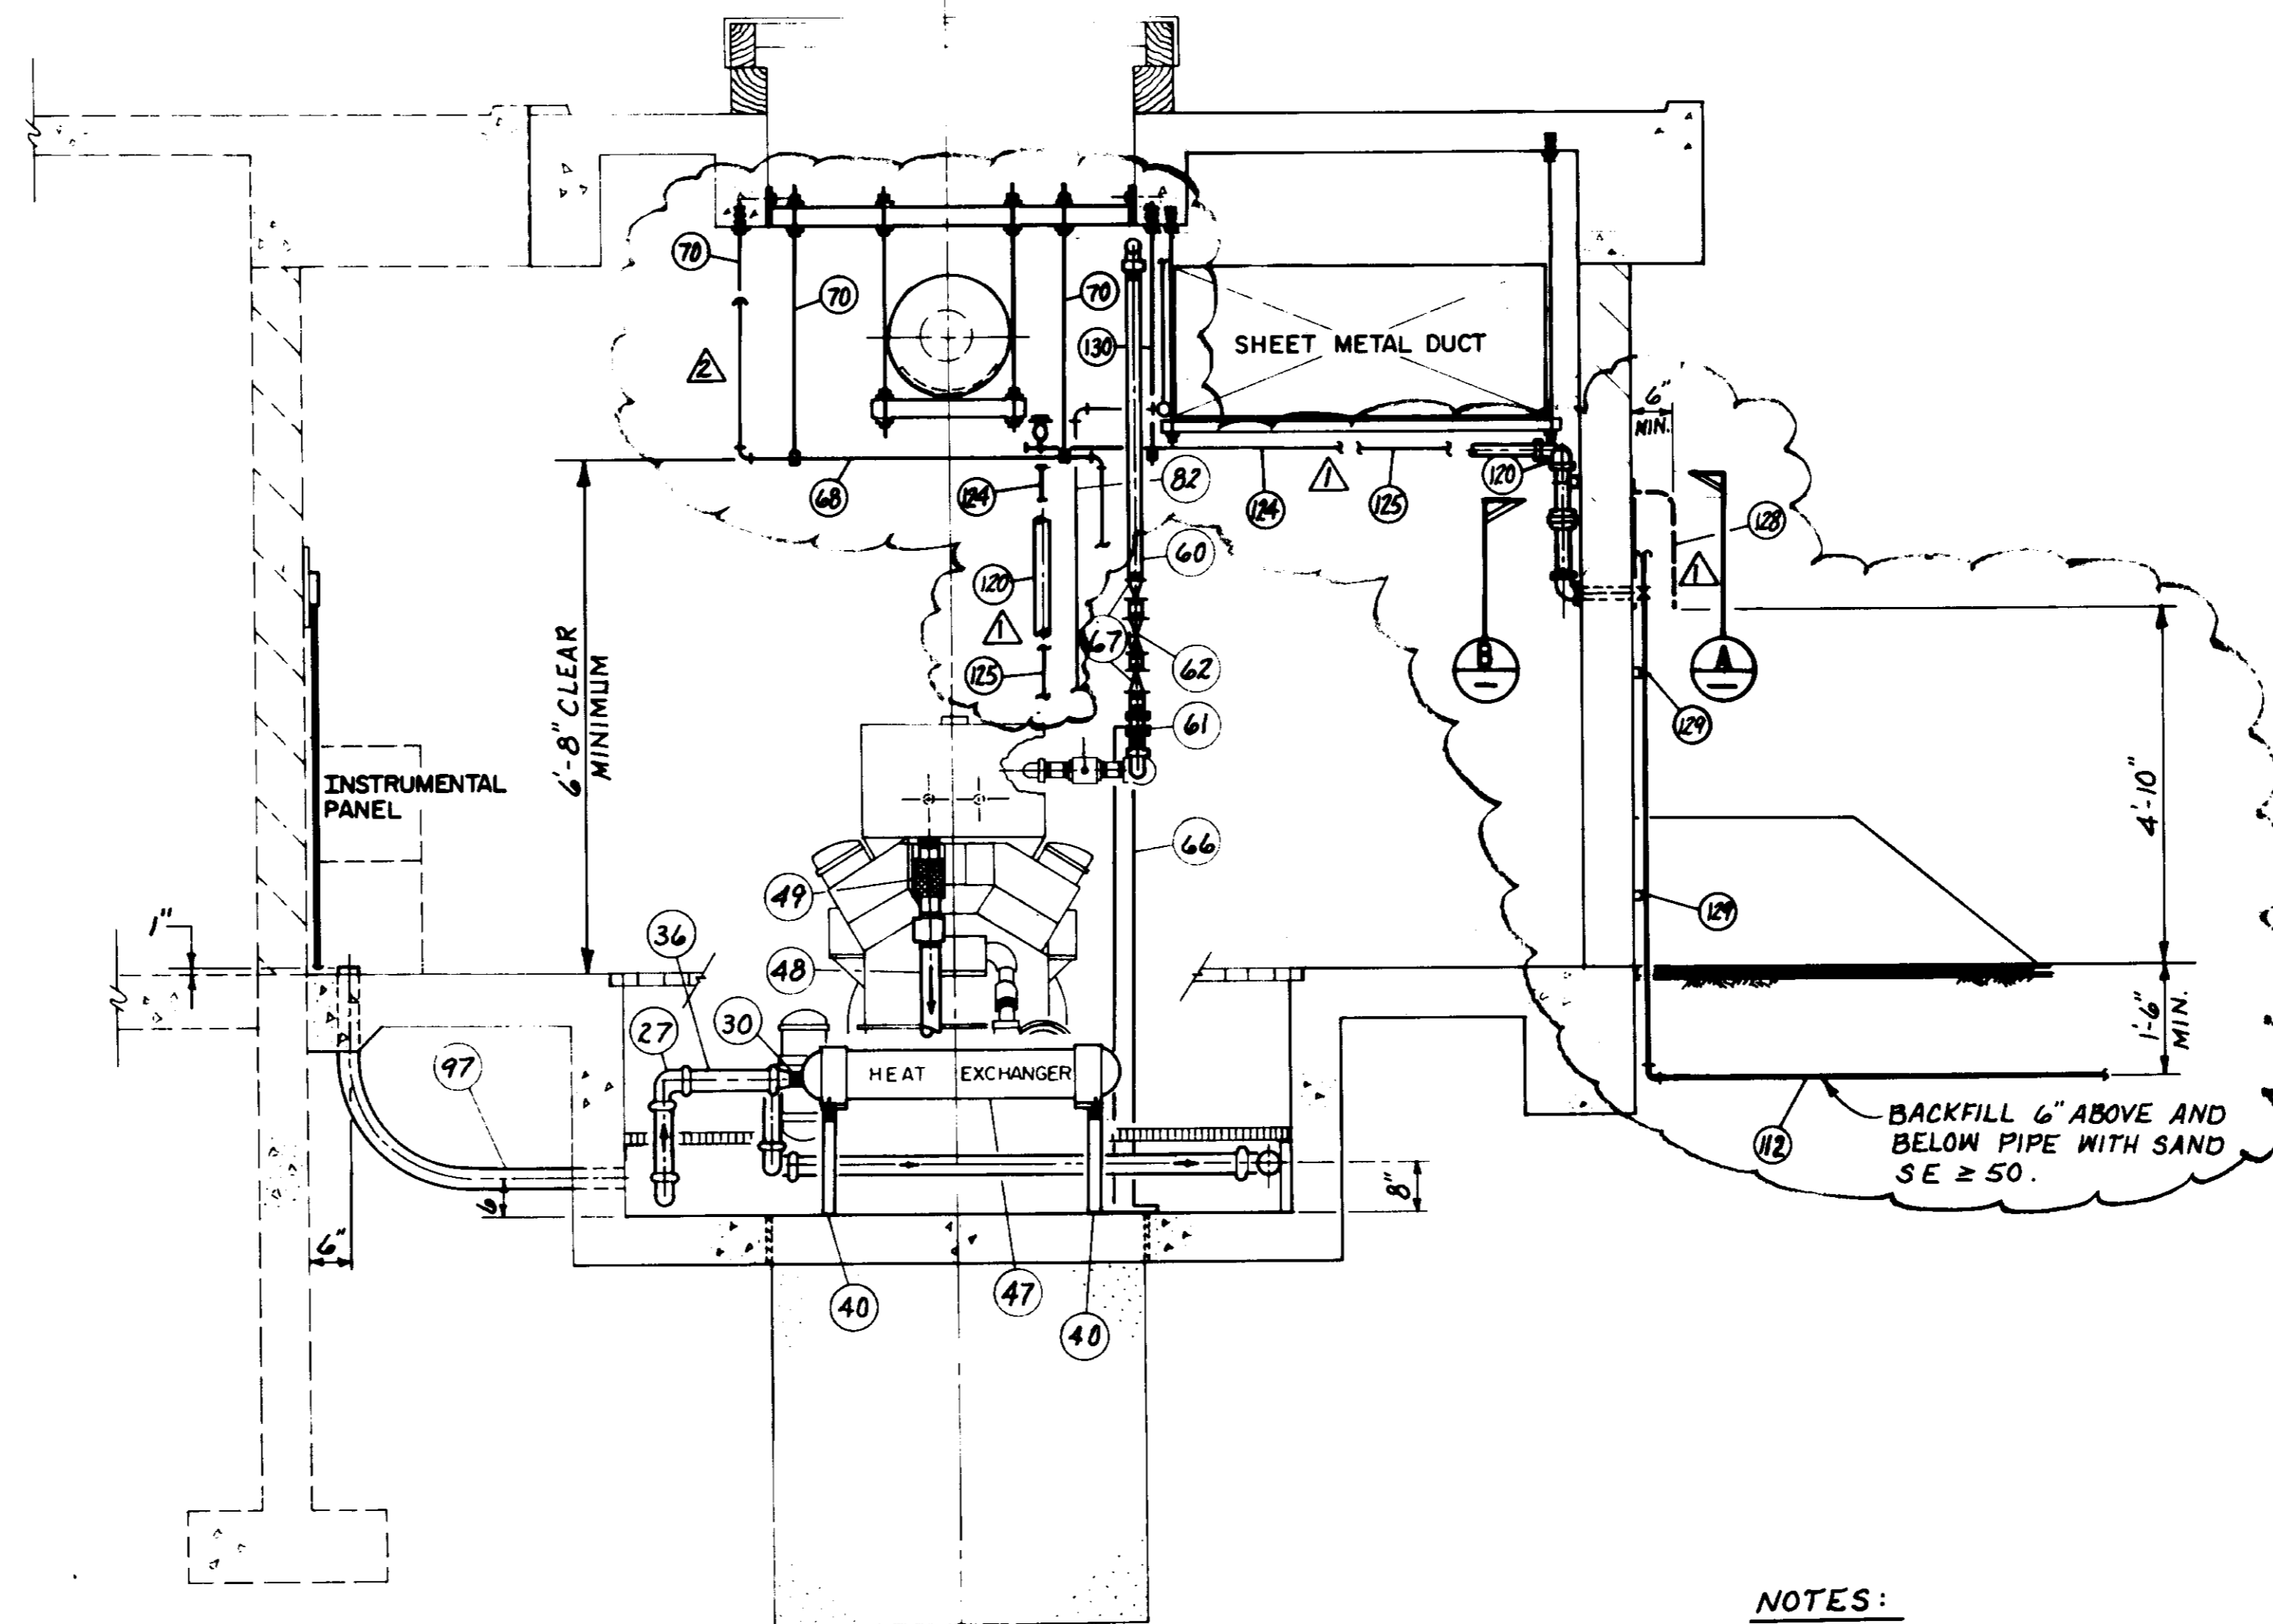 70
70
70
130
SHEET METAL DUCT
2
6"
MIN.
68
124
82
124
1
125
120
128
1
60
120
1
67
62
B
A
125
61
129
6'-8" CLEAR
MINIMUM
INSTRUMENTAL
PANEL
4'-10"
66
49
129
1"
36
48
27
30
97
HEAT EXCHANGER
1'-6"
MIN.
BACKFILL 6" ABOVE AND
BELOW PIPE WITH SAND
SE ≥ 50.
112
6"
6
8"
40
47
40
NOTES: